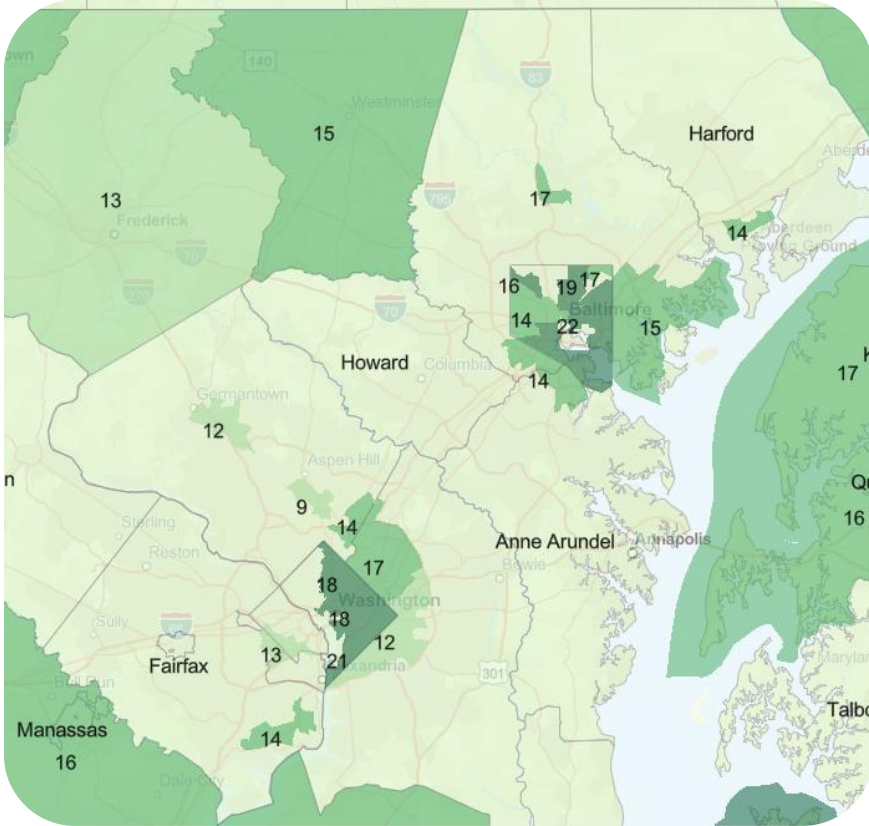 140
Westminster
15
83
Harford
13
Frederick
795
17
14
Aberdeen
Proving Ground
70
270
70
16
19
17
Baltimore
14
22
15
Howard
Columbia
14
17
Germantown
12
Aspen Hill
9
14
16
Sterling
Reston
Anne Arundel
Annapolis
17
Bowie
18
Washington
18
Sully
66
12
13
21
Fairfax
301
Bull Run
Manassas
16
14
Dale City